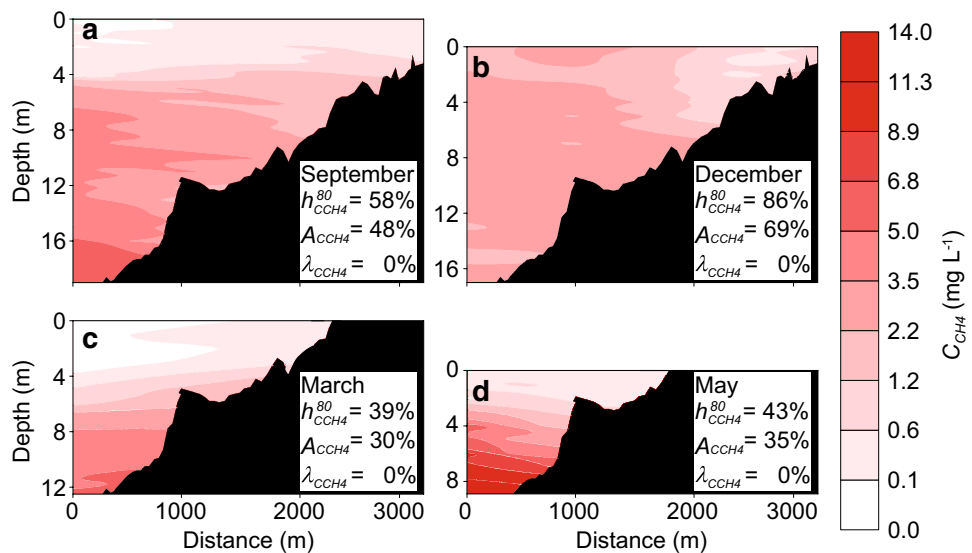 a
0
4
8
12
16
Depth (m)
September
h^80_CCH4 = 58%
A_CCH4 = 48%
λ_CCH4 = 0%
b
0
4
8
12
16
December
h^80_CCH4 = 86%
A_CCH4 = 69%
λ_CCH4 = 0%
c
0
4
8
12
Depth (m)
March
h^80_CCH4 = 39%
A_CCH4 = 30%
λ_CCH4 = 0%
0 1000 2000 3000
Distance (m)
d
0
4
8
May
h^80_CCH4 = 43%
A_CCH4 = 35%
λ_CCH4 = 0%
0 1000 2000 3000
Distance (m)
14.0
11.3
8.9
6.8
5.0
3.5
2.2
1.2
0.6
0.1
0.0
C_CH4 (mg L⁻¹)